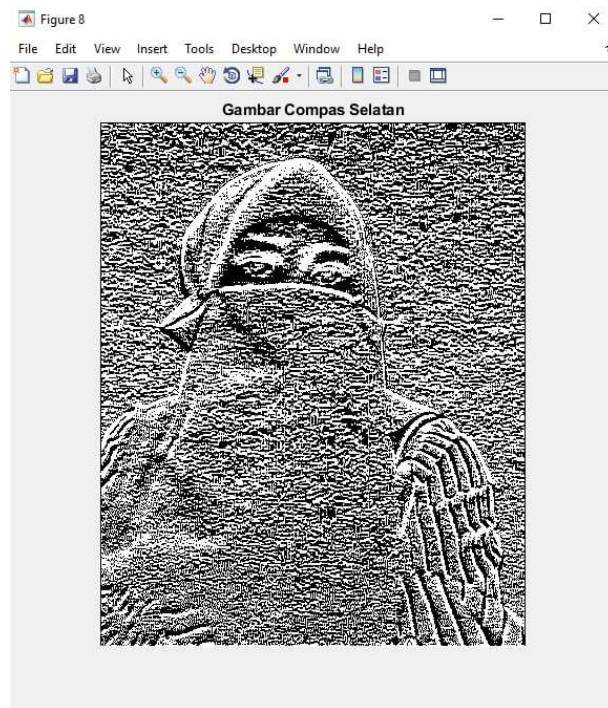 Figure 8
File Edit View Insert Tools Desktop Window Help
Gambar Compas Selatan